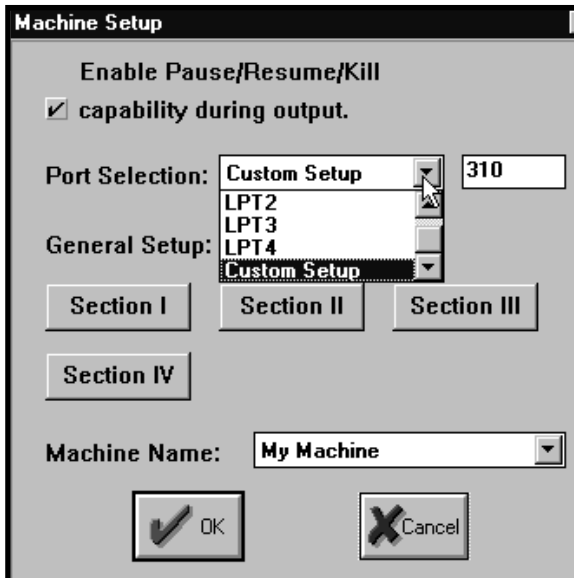 Machine Setup
Enable Pause/Resume/Kill
capability during output.
Port Selection: Custom Setup 310
LPT2
LPT3
General Setup: LPT4
Custom Setup
Section I Section II Section III
Section IV
Machine Name: My Machine
OK Cancel